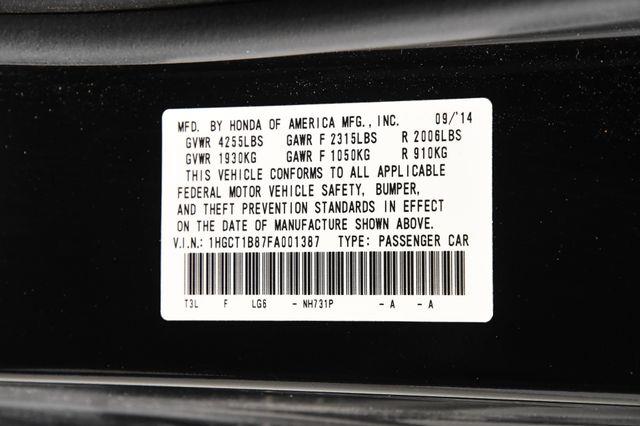 MFD. BY HONDA OF AMERICA MFG., INC. 09/'14
GVWR 4255LBS GAWR F 2315LBS R 2006LBS
GVWR 1930KG GAWR F 1050KG R 910KG
THIS VEHICLE CONFORMS TO ALL APPLICABLE
FEDERAL MOTOR VEHICLE SAFETY, BUMPER,
AND THEFT PREVENTION STANDARDS IN EFFECT
ON THE DATE OF MANUFACTURE SHOWN ABOVE.
V.I.N.: 1HGCT1B87FA001387 TYPE: PASSENGER CAR
T3L F LG6 - NH731P - A - A